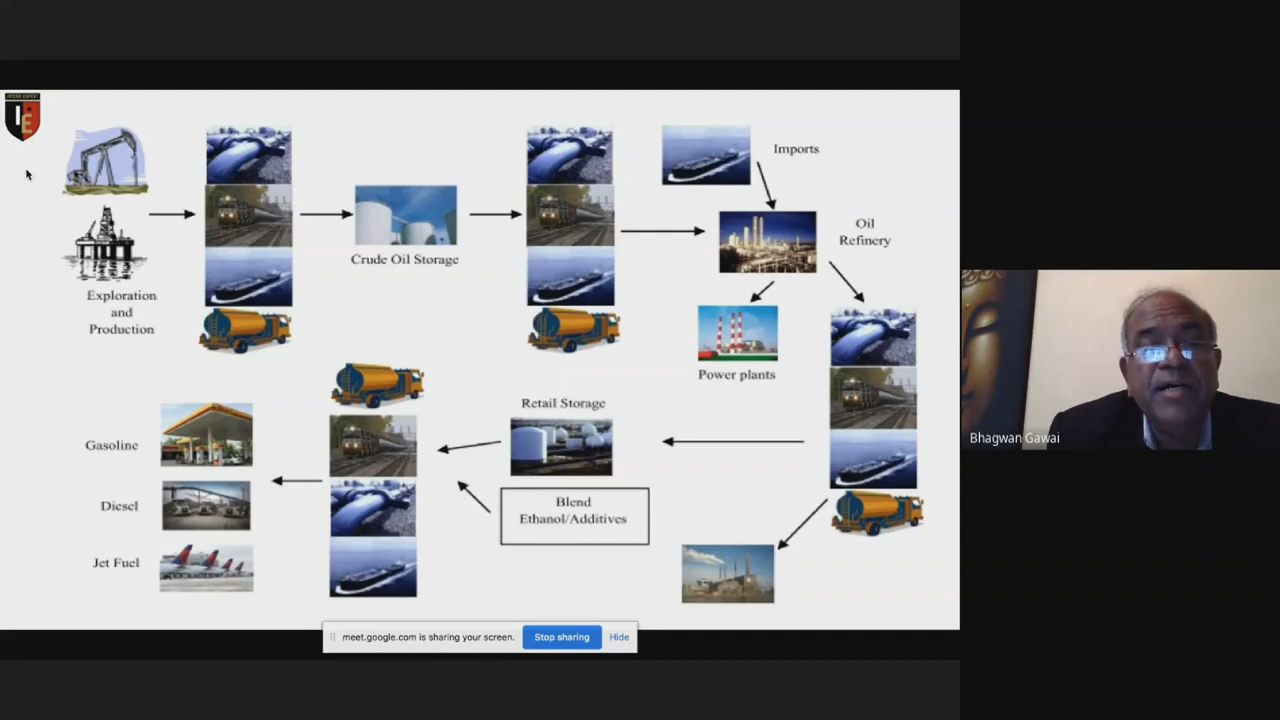 IE
Imports
Oil
Refinery
Crude Oil Storage
Exploration
and
Production
Power plants
Retail Storage
Gasoline
Diesel
Jet Fuel
Blend
Ethanol/Additives
Bhagwan Gawai
meet.google.com is sharing your screen.
Stop sharing
Hide